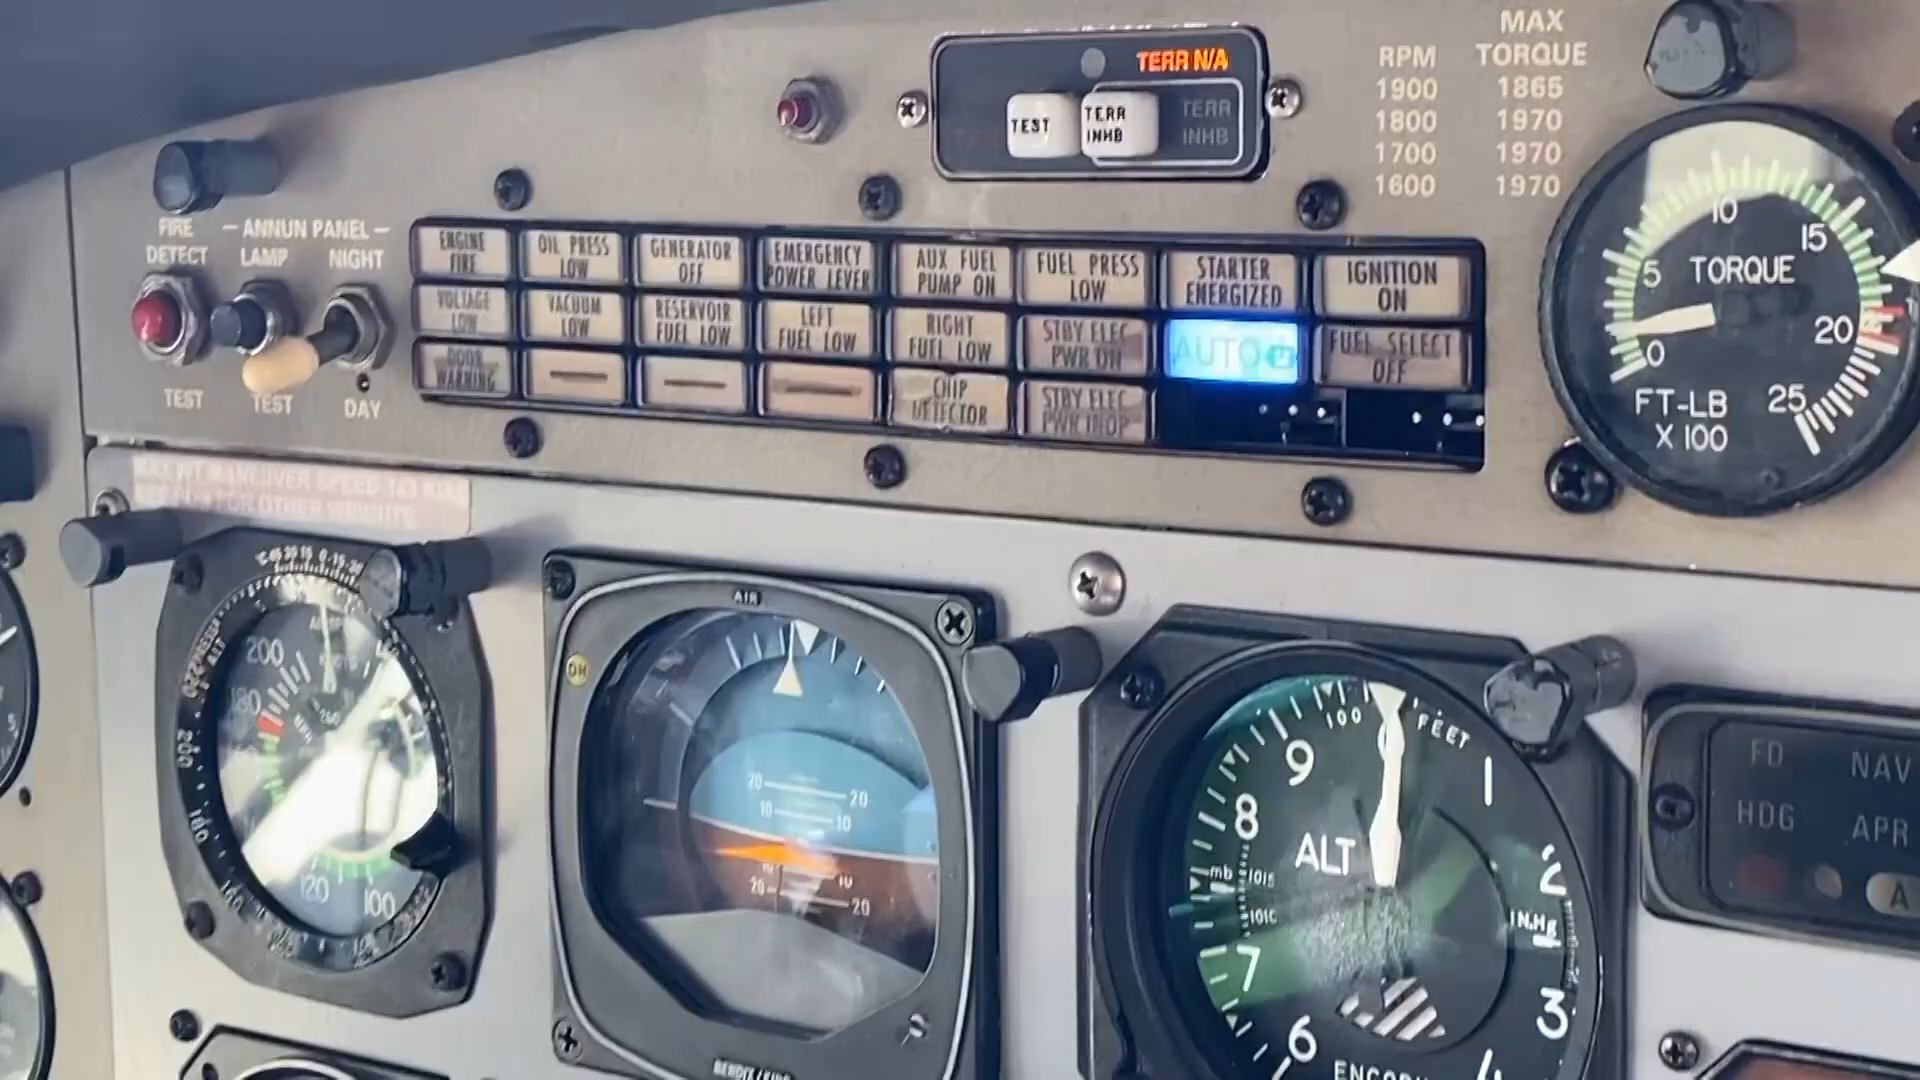 MAX
RPM TORQUE
1900 1865
1800 1970
1700 1970
1600 1970
TERR N/A
TEST
TERR
INHB
TERR
INHB
FIRE
DETECT
TEST
ANNUN PANEL
LAMP
NIGHT
TEST
DAY
ENGINE
FIRE
OIL PRESS
LOW
GENERATOR
OFF
EMERGENCY
POWER LEVER
AUX FUEL
PUMP ON
FUEL PRESS
LOW
STARTER
ENERGIZED
IGNITION
ON
VOLTAGE
LOW
VACUUM
LOW
RESERVOIR
FUEL LOW
LEFT
FUEL LOW
RIGHT
FUEL LOW
STBY ELEC
PWR ON
FUEL SELECT
OFF
DOOR
WARNING
CHIP
DETECTOR
STBY ELEC
PWR INOP
0 5 10 15 20 25
TORQUE
FT-LB
X 100
200
180
120
100
AIR
DH
20 20
10 10
20 20
100 FEET
1
2
3
4
6
7
8
9
ALT
mb
IN.Hg
FD NAV
HDG APR
A